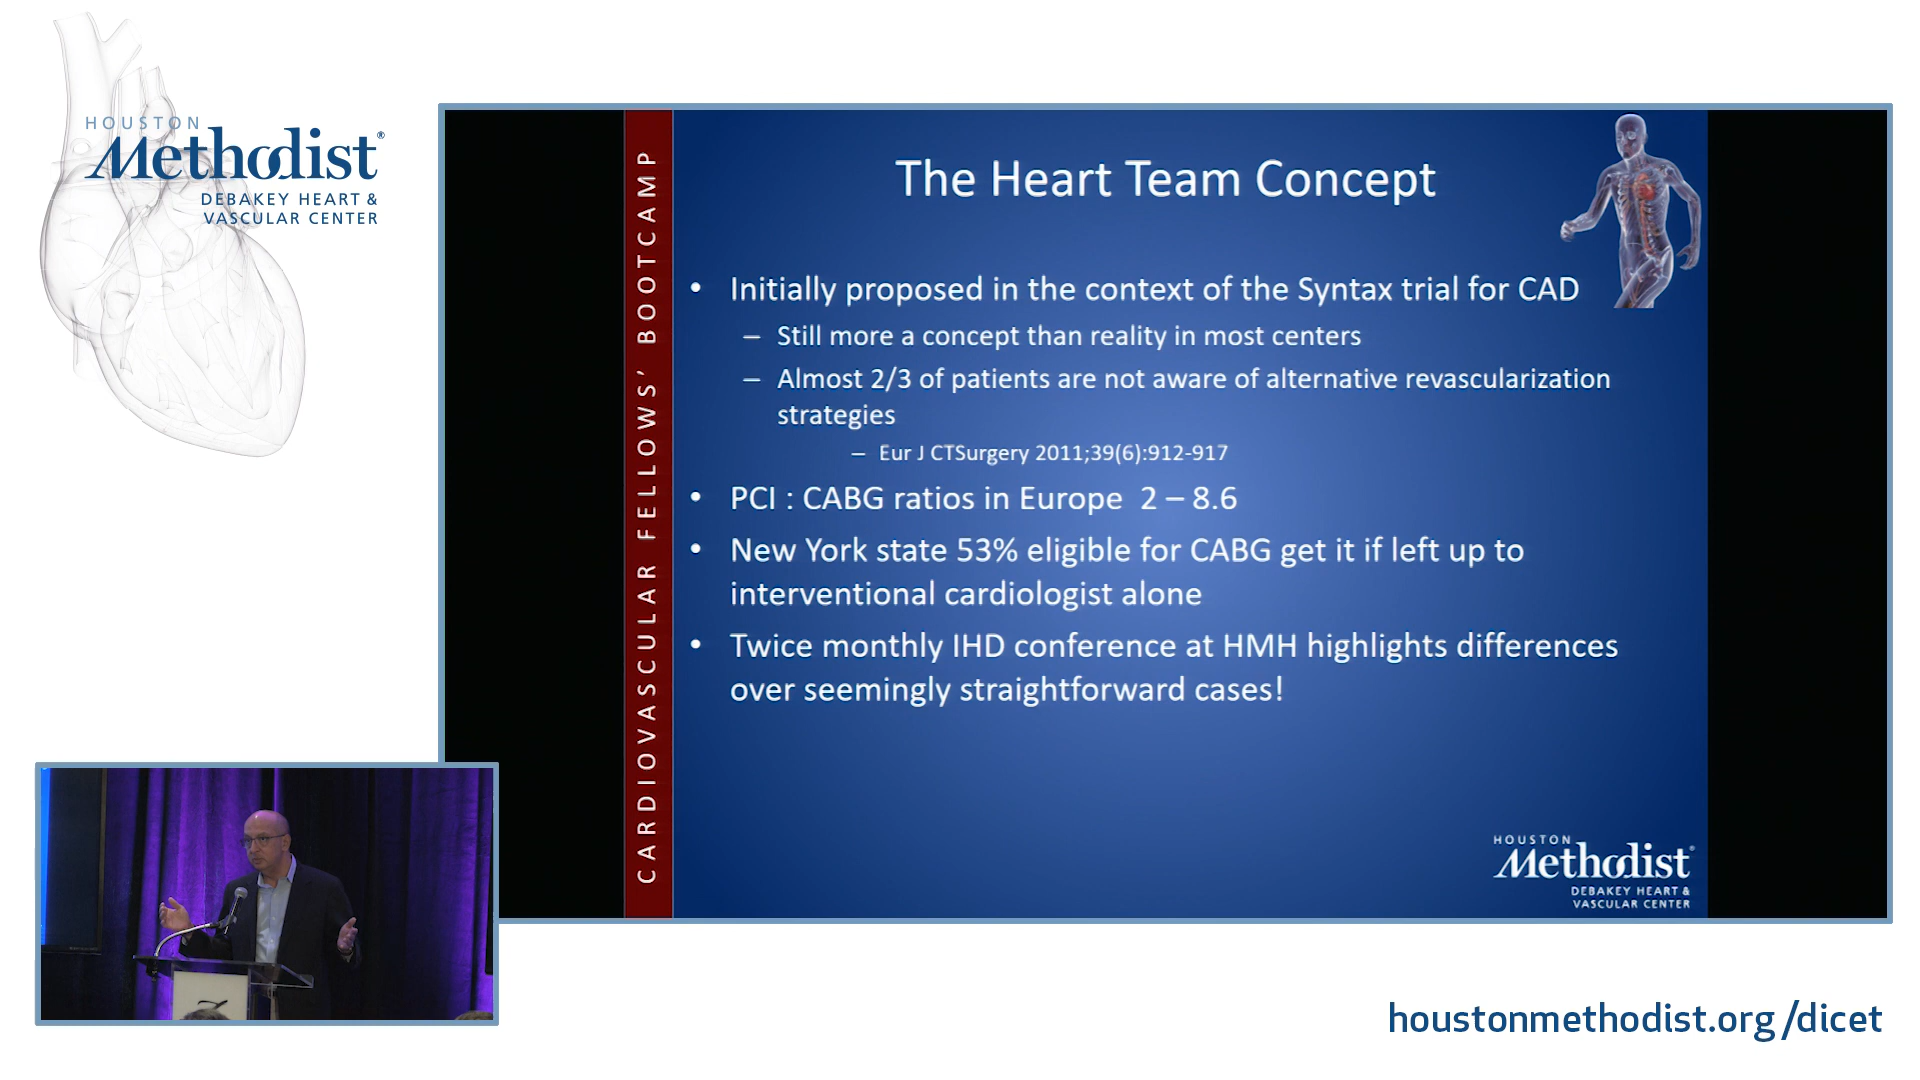 HOUSTON
Methodist®
DEBAKEY HEART &
VASCULAR CENTER
CARDIOVASCULAR FELLOWS' BOOTCAMP
The Heart Team Concept
• Initially proposed in the context of the Syntax trial for CAD
– Still more a concept than reality in most centers
– Almost 2/3 of patients are not aware of alternative revascularization
strategies
– Eur J CTSurgery 2011;39(6):912-917
• PCI : CABG ratios in Europe 2 – 8.6
• New York state 53% eligible for CABG get it if left up to
interventional cardiologist alone
• Twice monthly IHD conference at HMH highlights differences
over seemingly straightforward cases!
HOUSTON
Methodist®
DEBAKEY HEART &
VASCULAR CENTER
houstonmethodist.org/dicet